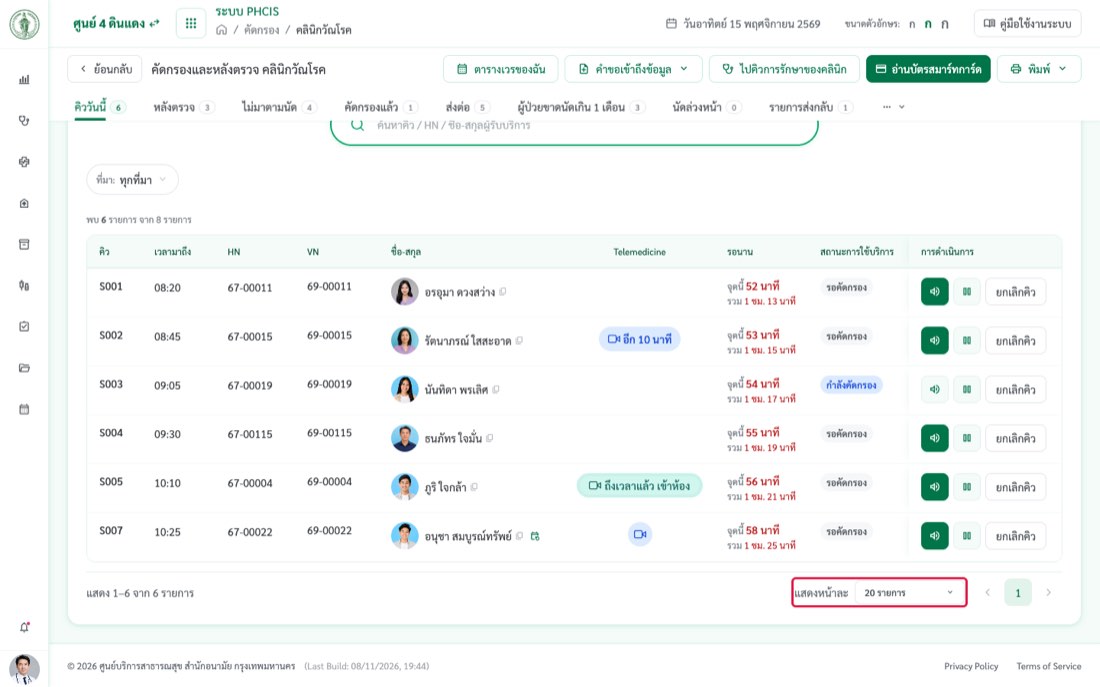 ศูนย์ 4 ดินแดง
ระบบ PHCIS
/ คัดกรอง / คลินิกวัณโรค
วันอาทิตย์ 15 พฤศจิกายน 2569
ขนาดตัวอักษร: ก ก ก
คู่มือใช้งานระบบ
ย้อนกลับ
คัดกรองและหลังตรวจ คลินิกวัณโรค
ตารางเวรของฉัน
คำขอเข้าถึงข้อมูล
ไปคิวการรักษาของคลินิก
อ่านบัตรสมาร์ทการ์ด
พิมพ์
คิววันนี้ 6
หลังตรวจ 3
ไม่มาตามนัด 4
คัดกรองแล้ว 1
ส่งต่อ 5
ผู้ป่วยขาดนัดเกิน 1 เดือน 3
นัดล่วงหน้า 0
รายการส่งกลับ 1
...
ค้นหาคิว / HN / ชื่อ-สกุลผู้รับบริการ
ที่มา: ทุกที่มา
พบ 6 รายการ จาก 8 รายการ
คิว เวลามาถึง HN VN ชื่อ-สกุล Telemedicine รอนาน สถานะการใช้บริการ การดำเนินการ
S001 08:20 67-00011 69-00011 อรอุมา ดวงสว่าง จุดนี้ 52 นาที รอคัดกรอง ยกเลิกคิว
รวม 1 ชม. 13 นาที
S002 08:45 67-00015 69-00015 รัตนาภรณ์ ใสสะอาด อีก 10 นาที จุดนี้ 53 นาที รอคัดกรอง ยกเลิกคิว
รวม 1 ชม. 15 นาที
S003 09:05 67-00019 69-00019 นันทิตา พรเลิศ จุดนี้ 54 นาที กำลังคัดกรอง ยกเลิกคิว
รวม 1 ชม. 17 นาที
S004 09:30 67-00115 69-00115 ธนภัทร ใจมั่น จุดนี้ 55 นาที รอคัดกรอง ยกเลิกคิว
รวม 1 ชม. 19 นาที
S005 10:10 67-00004 69-00004 ภูริ ใจกล้า ถึงเวลาแล้ว เข้าห้อง จุดนี้ 56 นาที รอคัดกรอง ยกเลิกคิว
รวม 1 ชม. 21 นาที
S007 10:25 67-00022 69-00022 อนุชา สมบูรณ์ทรัพย์ จุดนี้ 58 นาที รอคัดกรอง ยกเลิกคิว
รวม 1 ชม. 25 นาที
แสดง 1–6 จาก 6 รายการ
แสดงหน้าละ 20 รายการ
1
© 2026 ศูนย์บริการสาธารณสุข สำนักอนามัย กรุงเทพมหานคร (Last Build: 08/11/2026, 19:44)
Privacy Policy
Terms of Service